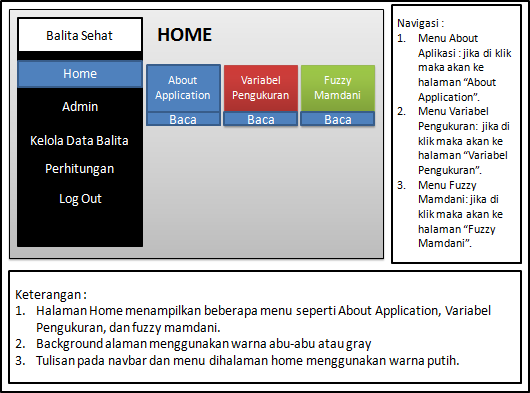 Balita Sehat
Home
Admin
Kelola Data Balita
Perhitungan
Log Out
HOME
About
Application
Baca
Variabel
Pengukuran
Baca
Fuzzy
Mamdani
Baca
Navigasi :
1. Menu About
Aplikasi : jika di klik
maka akan ke
halaman “About
Application”.
2. Menu Variabel
Pengukuran: jika di
klik maka akan ke
halaman “Variabel
Pengukuran”.
3. Menu Fuzzy
Mamdani: jika di
klik maka akan ke
halaman “Fuzzy
Mamdani”.
Keterangan :
1. Halaman Home menampilkan beberapa menu seperti About Application, Variabel
Pengukuran, dan fuzzy mamdani.
2. Background alaman menggunakan warna abu-abu atau gray
3. Tulisan pada navbar dan menu dihalaman home menggunakan warna putih.